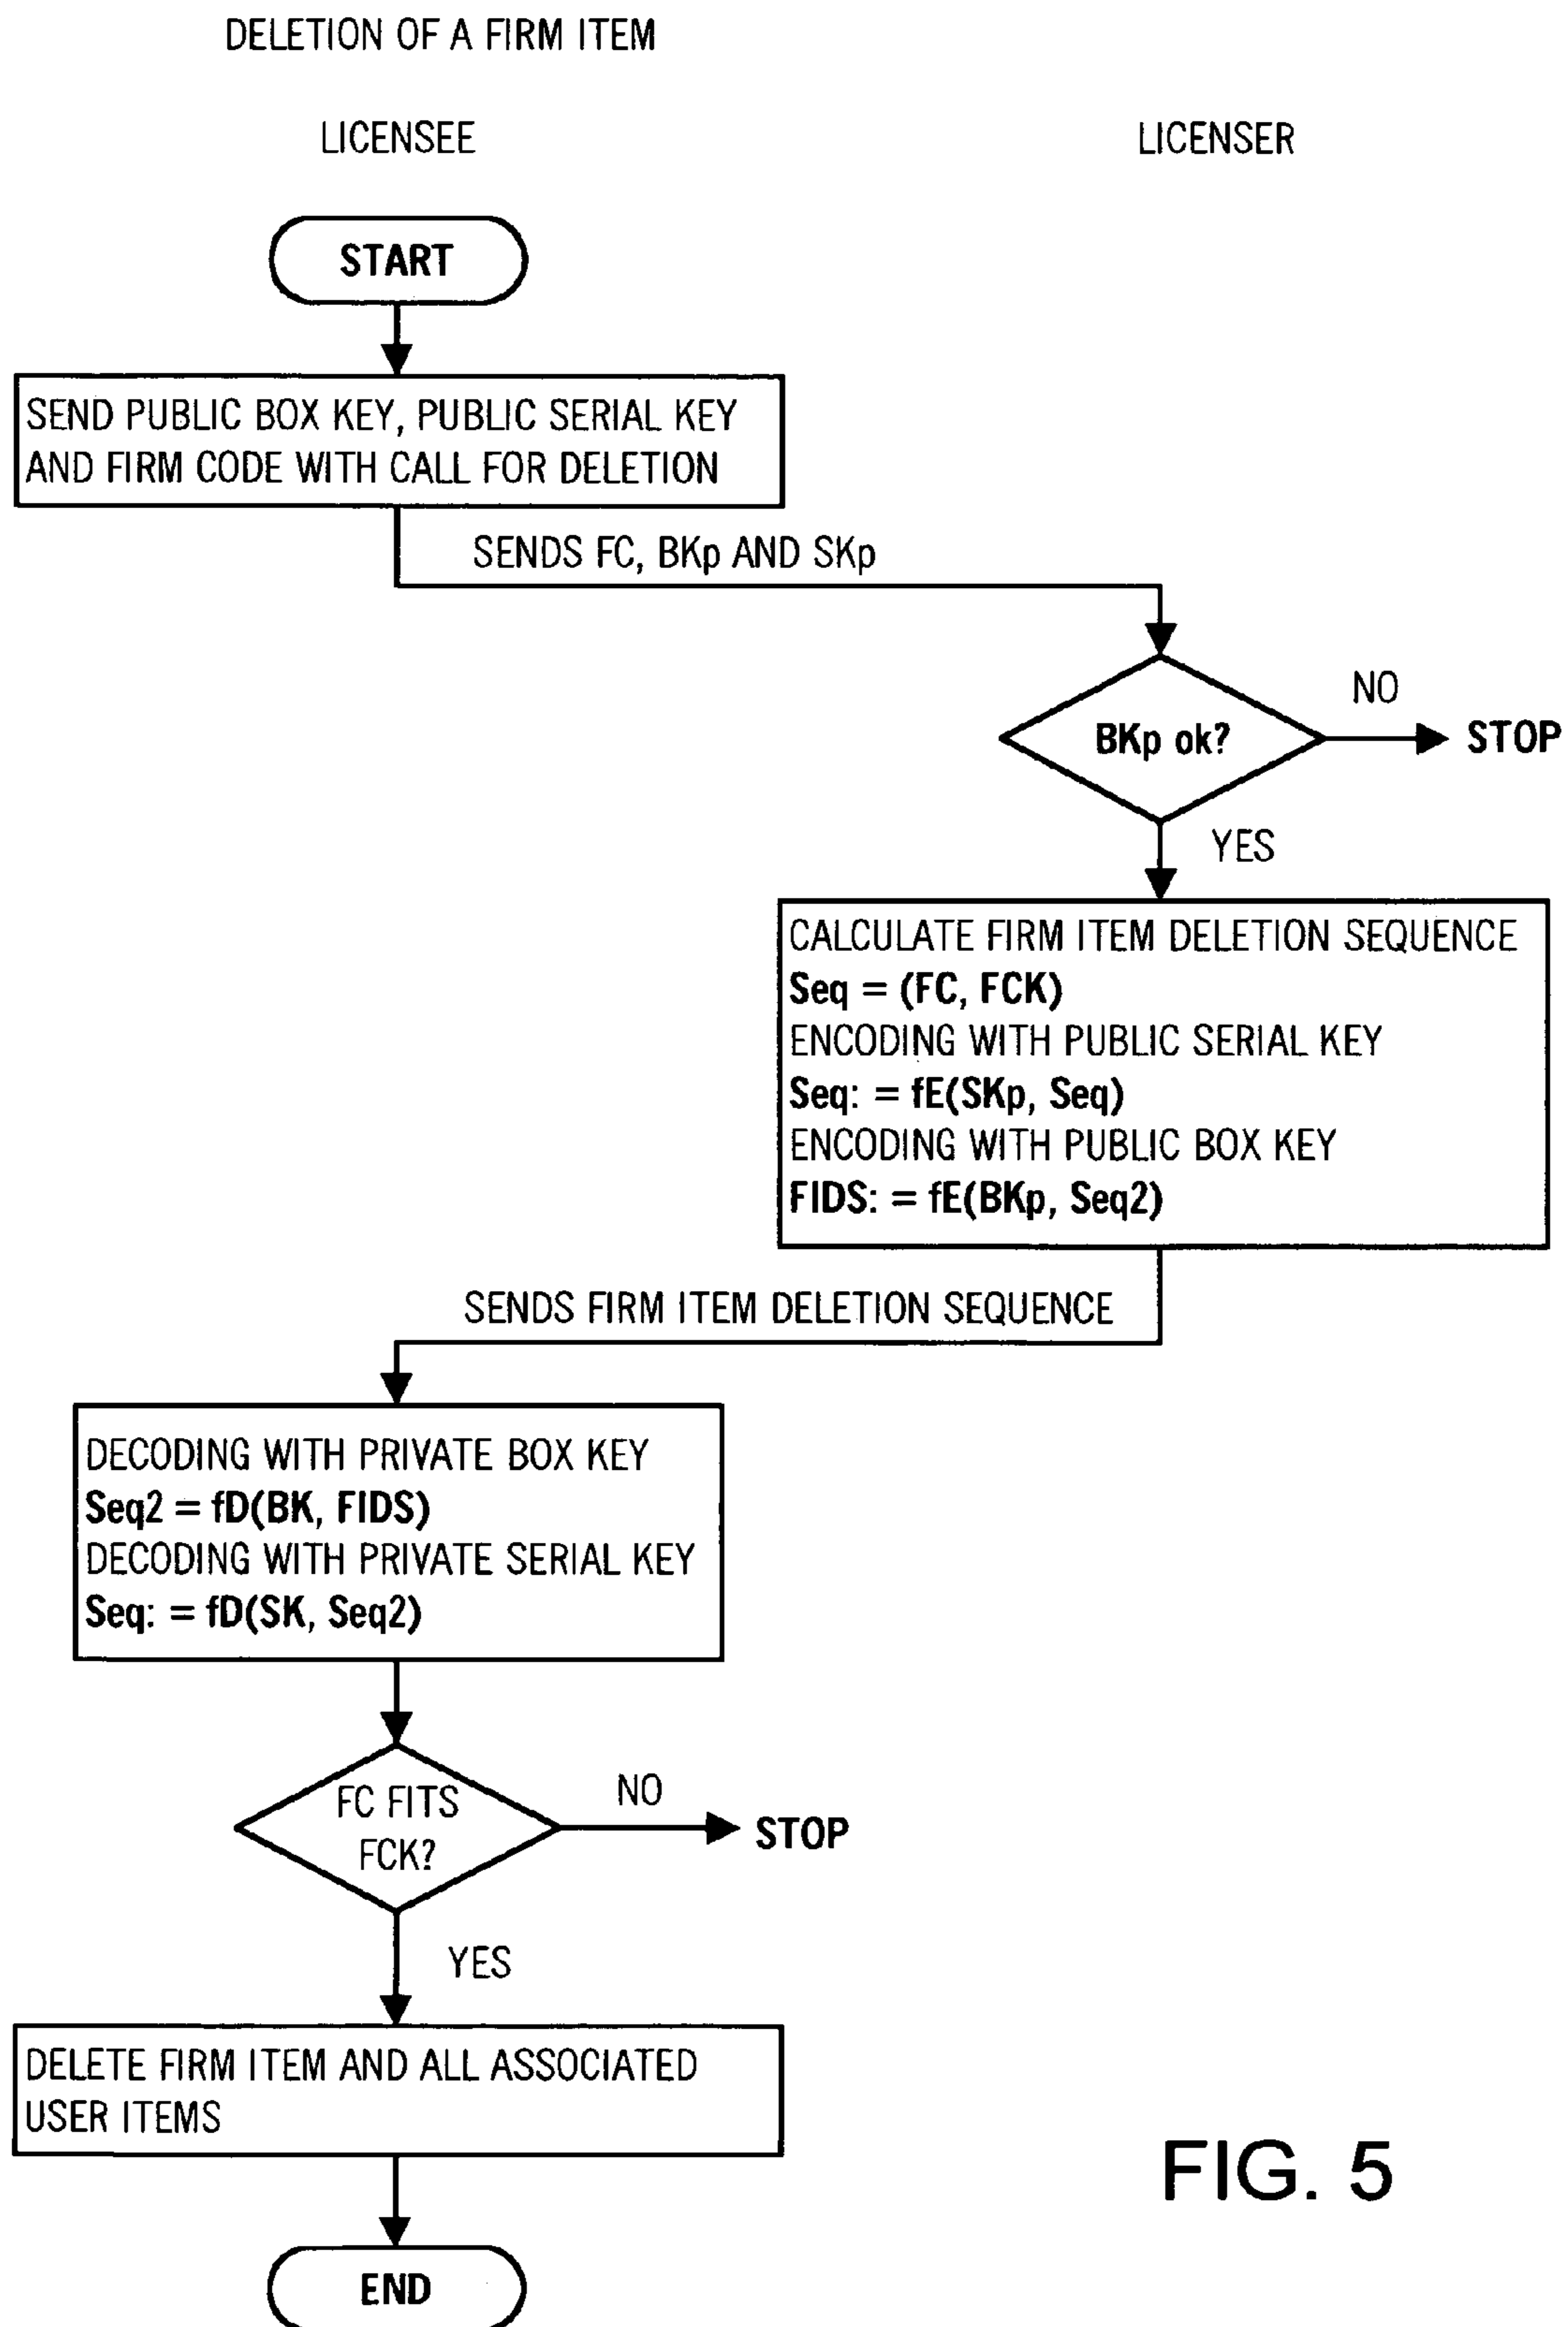 DELETION OF A FIRM ITEM
LICENSEE
LICENSER
START
SEND PUBLIC BOX KEY, PUBLIC SERIAL KEY
AND FIRM CODE WITH CALL FOR DELETION
SENDS FC, BKp AND SKp
BKp ok?
NO
STOP
YES
CALCULATE FIRM ITEM DELETION SEQUENCE
Seq = (FC, FCK)
ENCODING WITH PUBLIC SERIAL KEY
Seq: = fE(SKp, Seq)
ENCODING WITH PUBLIC BOX KEY
FIDS: = fE(BKp, Seq2)
SENDS FIRM ITEM DELETION SEQUENCE
DECODING WITH PRIVATE BOX KEY
Seq2 = fD(BK, FIDS)
DECODING WITH PRIVATE SERIAL KEY
Seq: = fD(SK, Seq2)
FC FITS
FCK?
NO
STOP
YES
DELETE FIRM ITEM AND ALL ASSOCIATED
USER ITEMS
END
FIG. 5